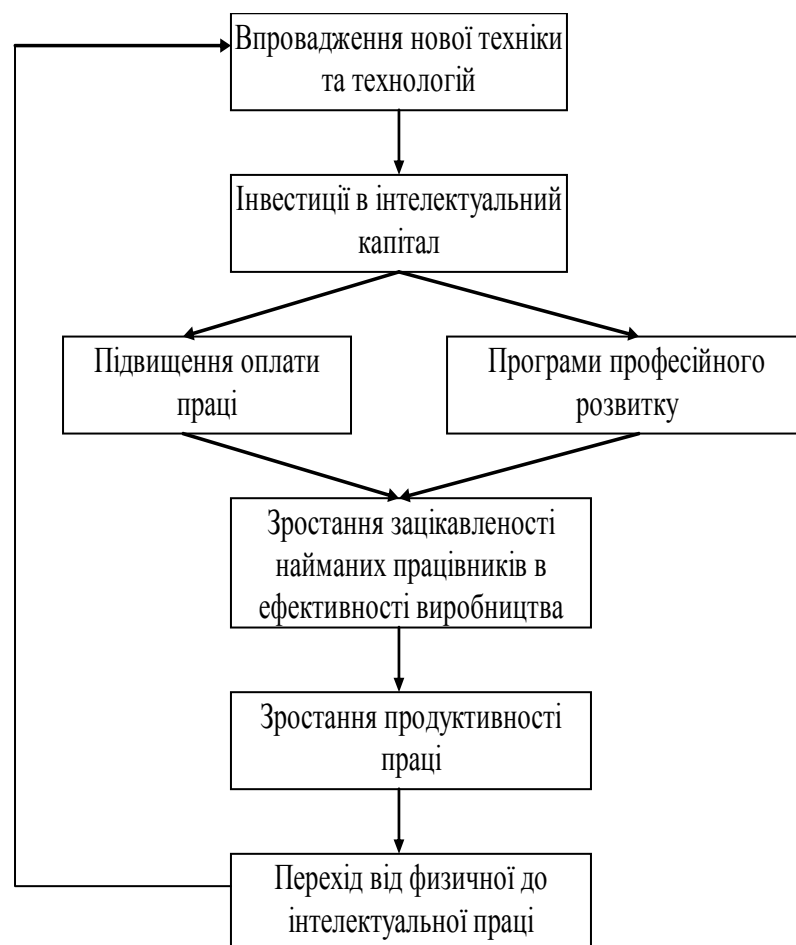 Впровадження нової техніки
та технологій
Інвестиції в інтелектуальний
капітал
Підвищення оплати
праці
Програми професійного
розвитку
Зростання зацікавленості
найманих працівників в
ефективності виробництва
Зростання продуктивності
праці
Перехід від физичної до
інтелектуальної праці